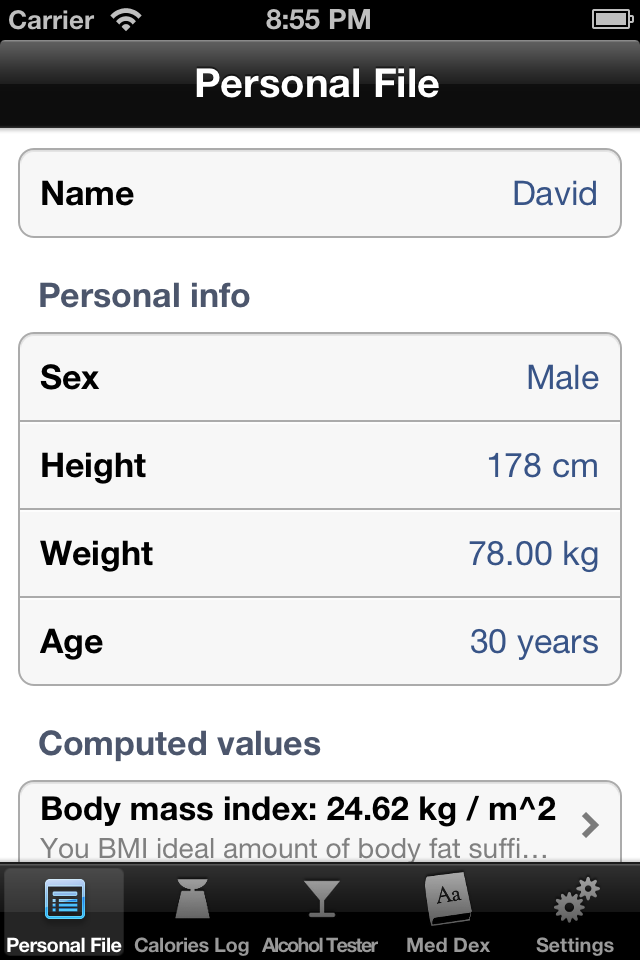 Carrier 8:55 PM
Personal File
Name David
Personal info
Sex Male
Height 178 cm
Weight 78.00 kg
Age 30 years
Computed values
Body mass index: 24.62 kg / m^2
You BMI ideal amount of body fat suffi...
Aa
Personal File Calories Log Alcohol Tester Med Dex Settings